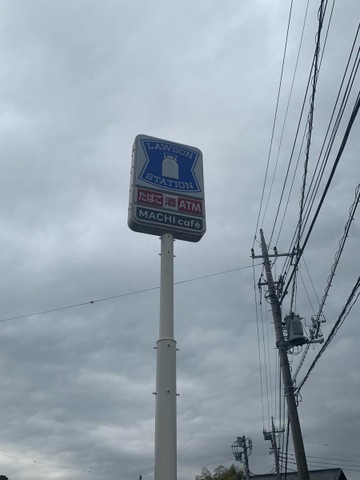 LAWSON
STATION
たばこ 酒 ATM
MACHI café